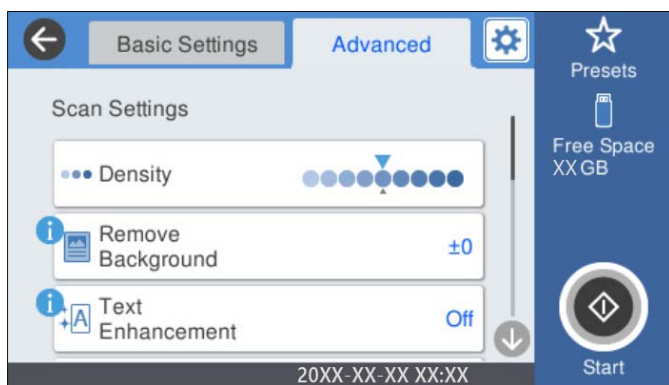 Basic Settings
Advanced
Presets
Scan Settings
Free Space
XX GB
Density
Remove
Background
±0
Text
Enhancement
Off
20XX-XX-XX XX:XX
Start